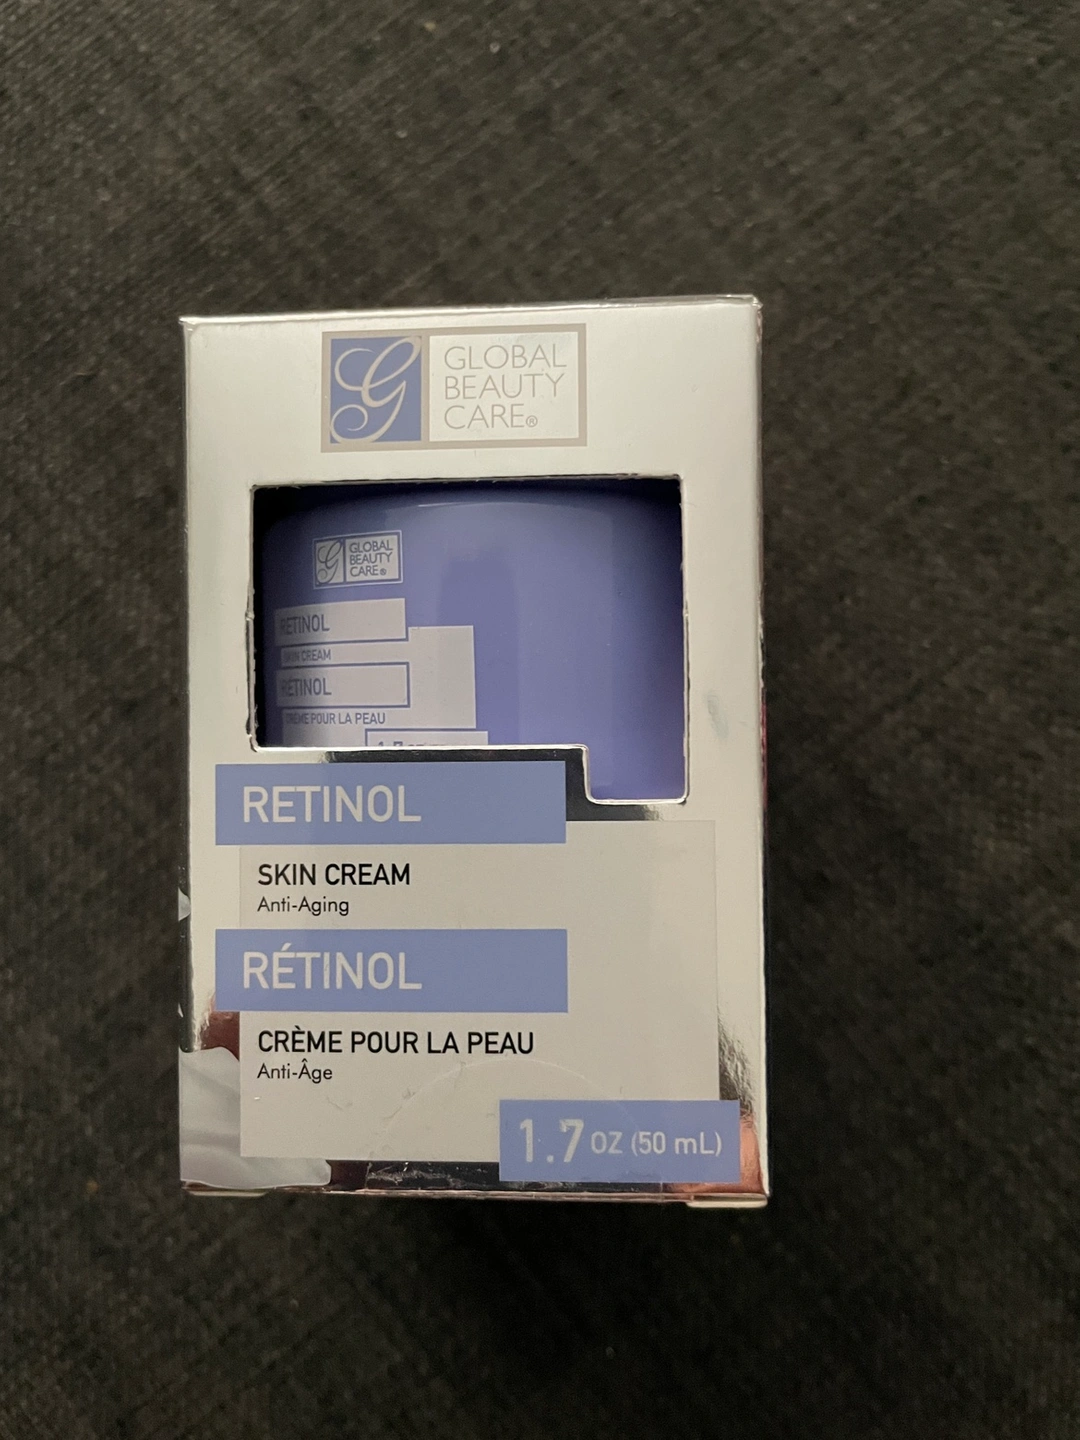 G
GLOBAL
BEAUTY
CARE®
G
GLOBAL
BEAUTY
CARE®
RETINOL
SKIN CREAM
RÉTINOL
CRÈME POUR LA PEAU
RETINOL
SKIN CREAM
Anti-Aging
RÉTINOL
CRÈME POUR LA PEAU
Anti-Âge
1.7 OZ (50 mL)